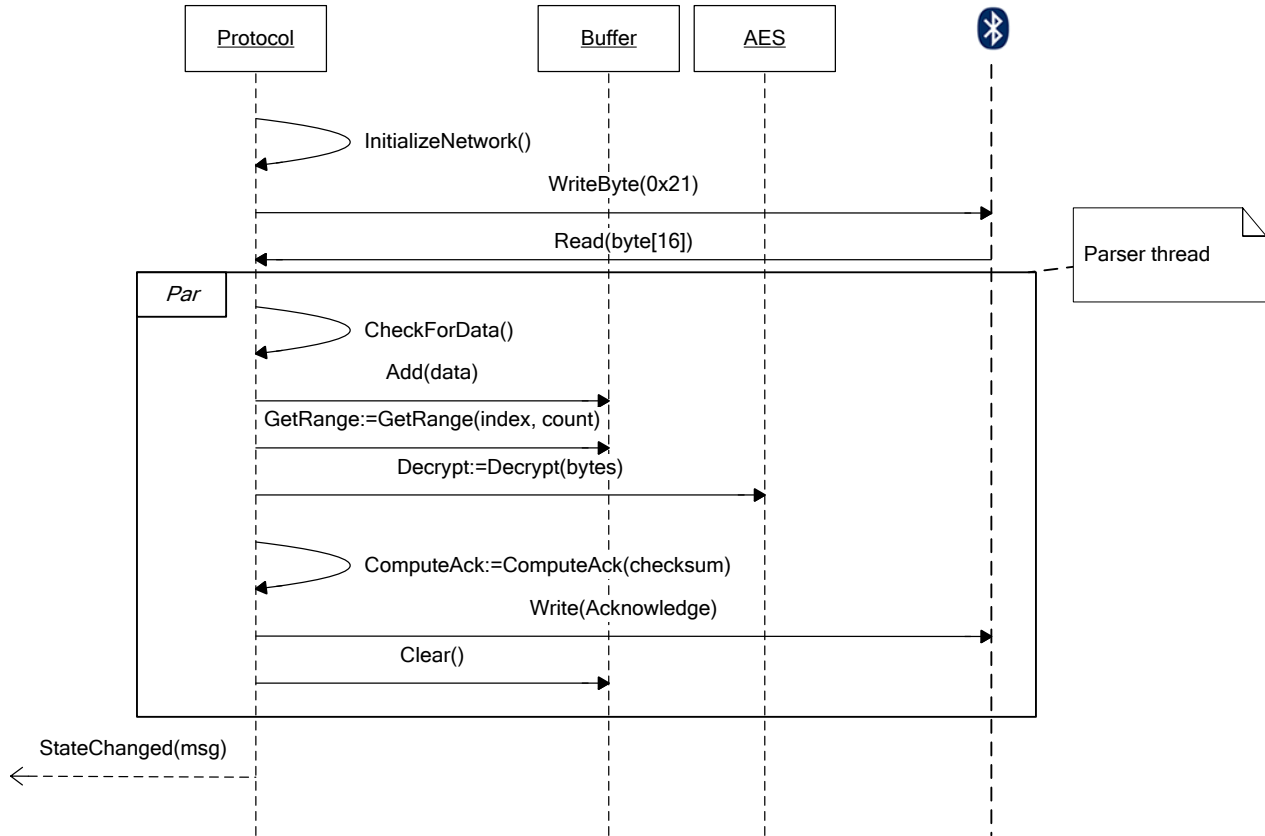 Protocol
Buffer
AES
InitializeNetwork()
WriteByte(0x21)
Read(byte[16])
Parser thread
Par
CheckForData()
Add(data)
GetRange:=GetRange(index, count)
Decrypt:=Decrypt(bytes)
ComputeAck:=ComputeAck(checksum)
Write(Acknowledge)
Clear()
StateChanged(msg)